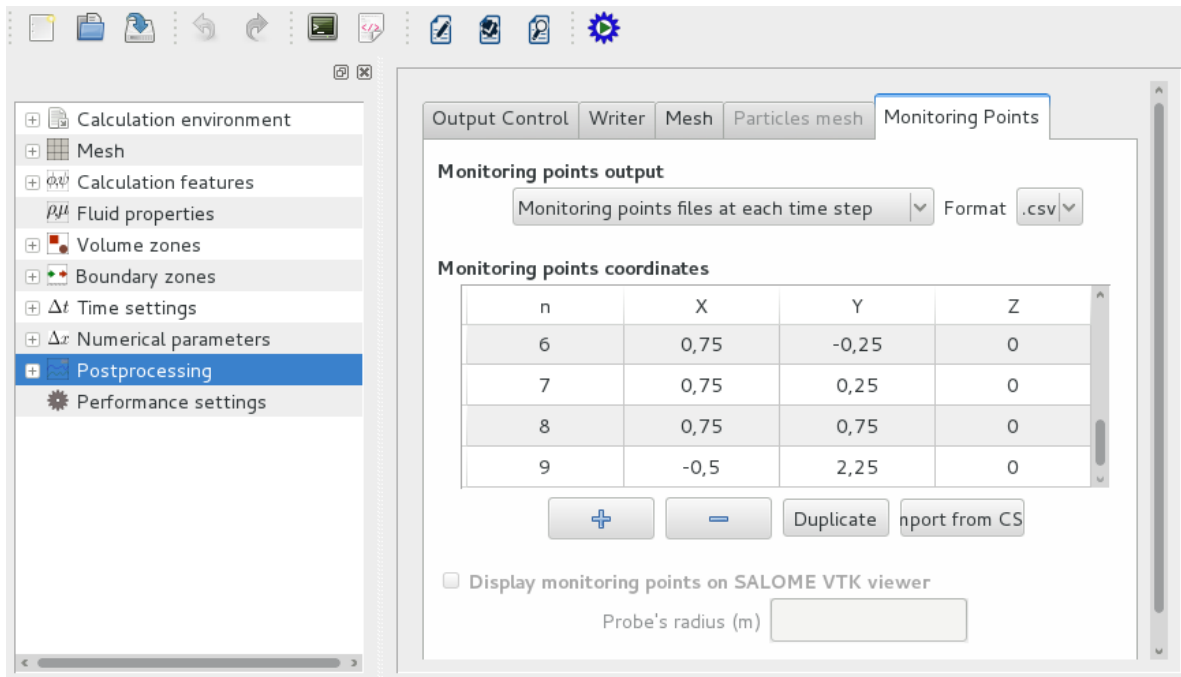 Calculation environment
Mesh
Calculation features
Fluid properties
Volume zones
Boundary zones
Δt Time settings
Δx Numerical parameters
Postprocessing
Performance settings
Output Control Writer Mesh Particles mesh Monitoring Points
Monitoring points output
Monitoring points files at each time step Format .csv
Monitoring points coordinates
n X Y Z
6 0,75 -0,25 0
7 0,75 0,25 0
8 0,75 0,75 0
9 -0,5 2,25 0
Duplicate nport from CS
Display monitoring points on SALOME VTK viewer
Probe's radius (m)